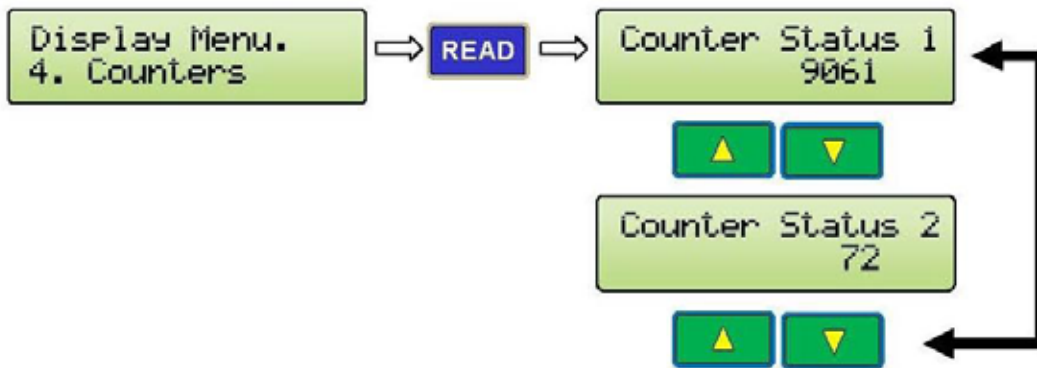 Display Menu.
4. Counters
READ
Counter Status 1
9061
Counter Status 2
72